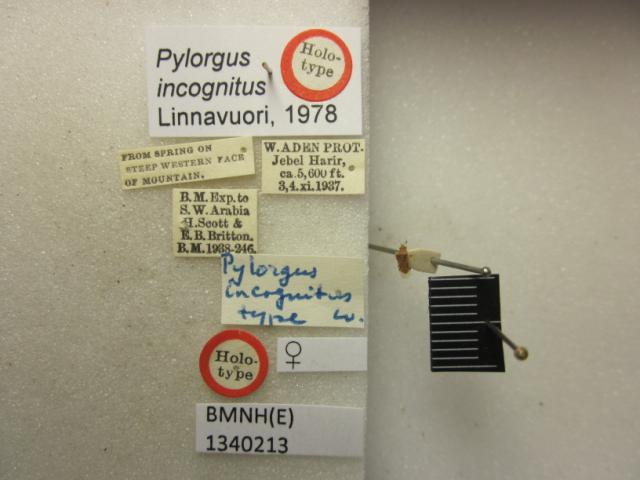 Pylorgus
incognitus
Linnavuori, 1978
Holo-
type
FROM SPRING ON
STEEP WESTERN FACE
OF MOUNTAIN.
W. ADEN PROT.
Jebel Harir,
ca. 5,600 ft.
3,4.xi.1937.
B.M. Exp. to
S.W. Arabia
H. Scott &
E.B. Britton.
B.M. 1938-246.
Pylorgus
incognitus
type
Holo-
type
♀
BMNH(E)
1340213